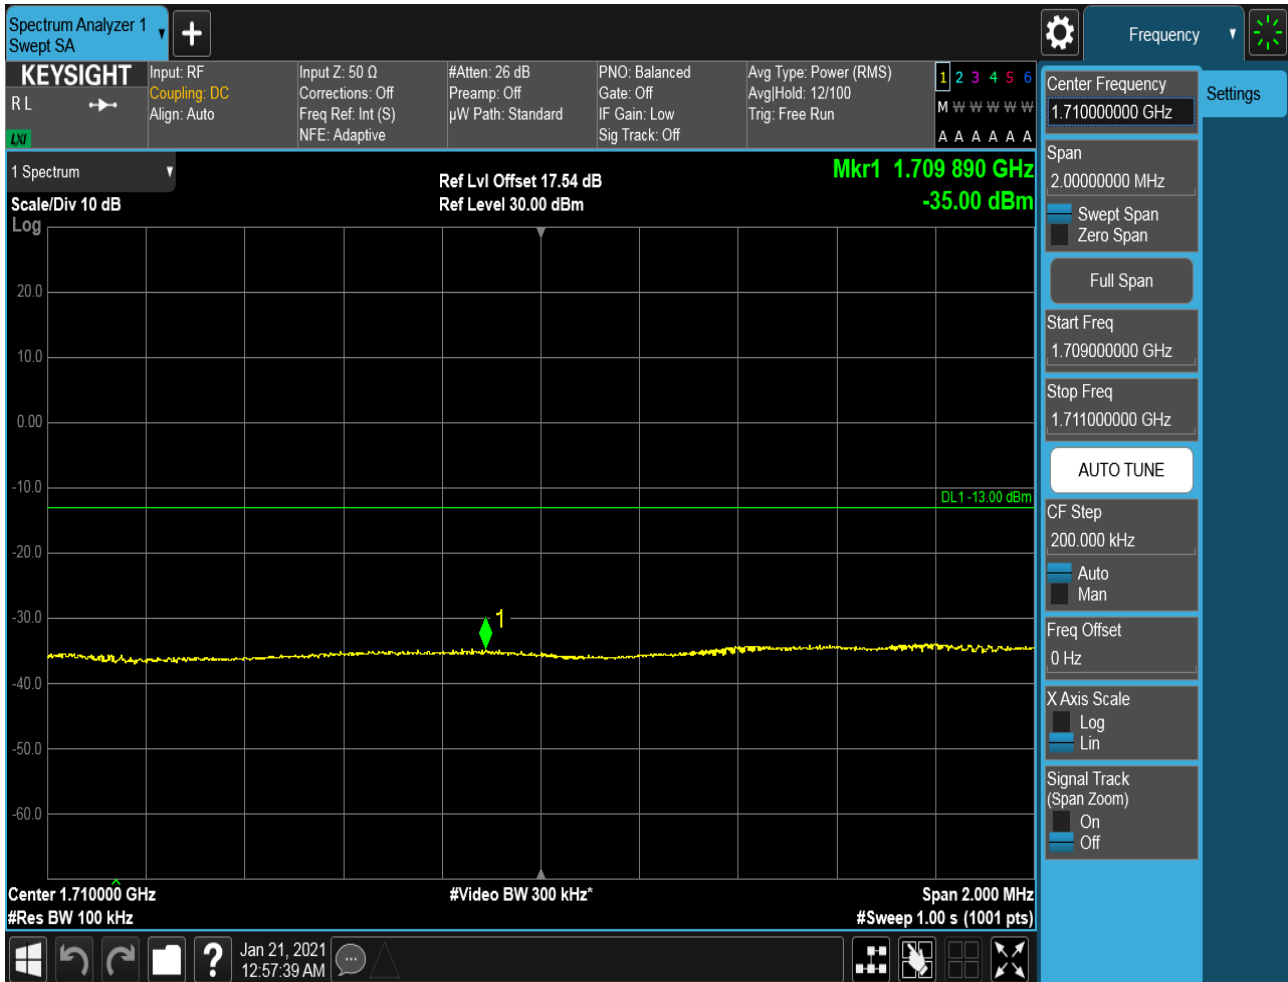 Spectrum Analyzer 1
Swept SA
+
Frequency
KEYSIGHT
R L
LXI
Input: RF
Coupling: DC
Align: Auto
Input Z: 50 Ω
Corrections: Off
Freq Ref: Int (S)
NFE: Adaptive
#Atten: 26 dB
Preamp: Off
µW Path: Standard
PNO: Balanced
Gate: Off
IF Gain: Low
Sig Track: Off
Avg Type: Power (RMS)
Avg|Hold: 12/100
Trig: Free Run
1 2 3 4 5 6
M W W W W W
A A A A A A
1 Spectrum
Scale/Div 10 dB
Log
Ref Lvl Offset 17.54 dB
Ref Level 30.00 dBm
Mkr1 1.709 890 GHz
-35.00 dBm
20.0
10.0
0.00
-10.0
DL1 -13.00 dBm
-20.0
-30.0
1
-40.0
-50.0
-60.0
Center 1.710000 GHz
#Video BW 300 kHz*
Span 2.000 MHz
#Res BW 100 kHz
#Sweep 1.00 s (1001 pts)
?
Jan 21, 2021
12:57:39 AM
Center Frequency
1.710000000 GHz
Settings
Span
2.00000000 MHz
Swept Span
Zero Span
Full Span
Start Freq
1.709000000 GHz
Stop Freq
1.711000000 GHz
AUTO TUNE
CF Step
200.000 kHz
Auto
Man
Freq Offset
0 Hz
X Axis Scale
Log
Lin
Signal Track
(Span Zoom)
On
Off